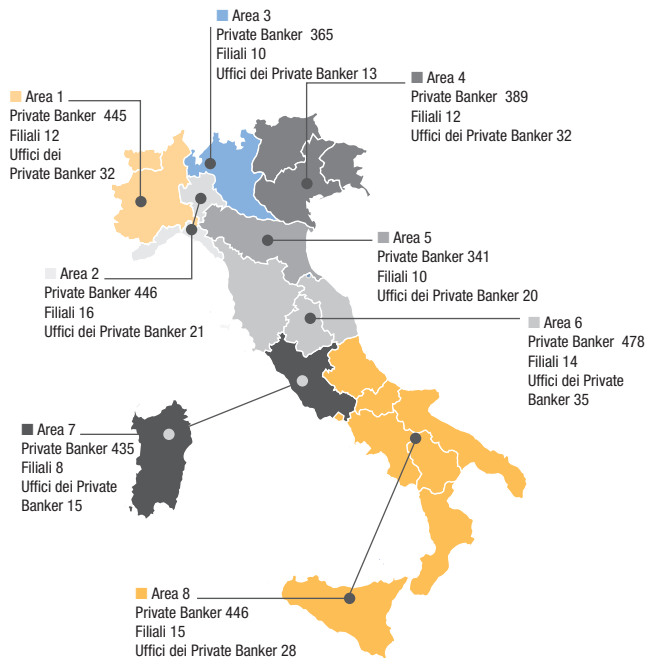 Area 3
Private Banker 365
Filiali 10
Uffici dei Private Banker 13
Area 4
Private Banker 389
Filiali 12
Uffici dei Private Banker 32
Area 1
Private Banker 445
Filiali 12
Uffici dei
Private Banker 32
Area 5
Private Banker 341
Filiali 10
Uffici dei Private Banker 20
Area 2
Private Banker 446
Filiali 16
Uffici dei Private Banker 21
Area 6
Private Banker 478
Filiali 14
Uffici dei Private
Banker 35
Area 7
Private Banker 435
Filiali 8
Uffici dei Private
Banker 15
Area 8
Private Banker 446
Filiali 15
Uffici dei Private Banker 28